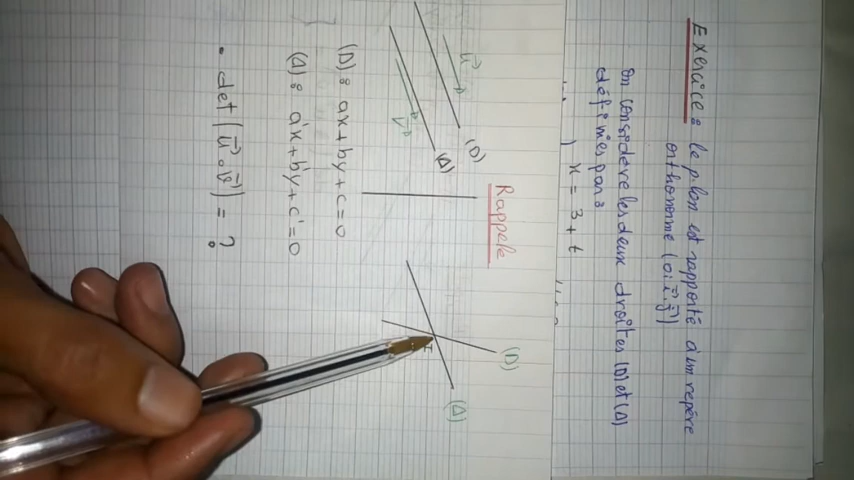 Exercice: le plan est rapporté à un repère
orthonormé (o; i⃗, j⃗)
on considère les deux droites (D) et (Δ)
définies par:
x = 3 + t
Rappele
u⃗
v⃗
(D)
(Δ)
(D)
(Δ)
I
(D): ax + by + c = 0
(Δ): a'x + b'y + c' = 0
• det(u⃗, v⃗) = ?